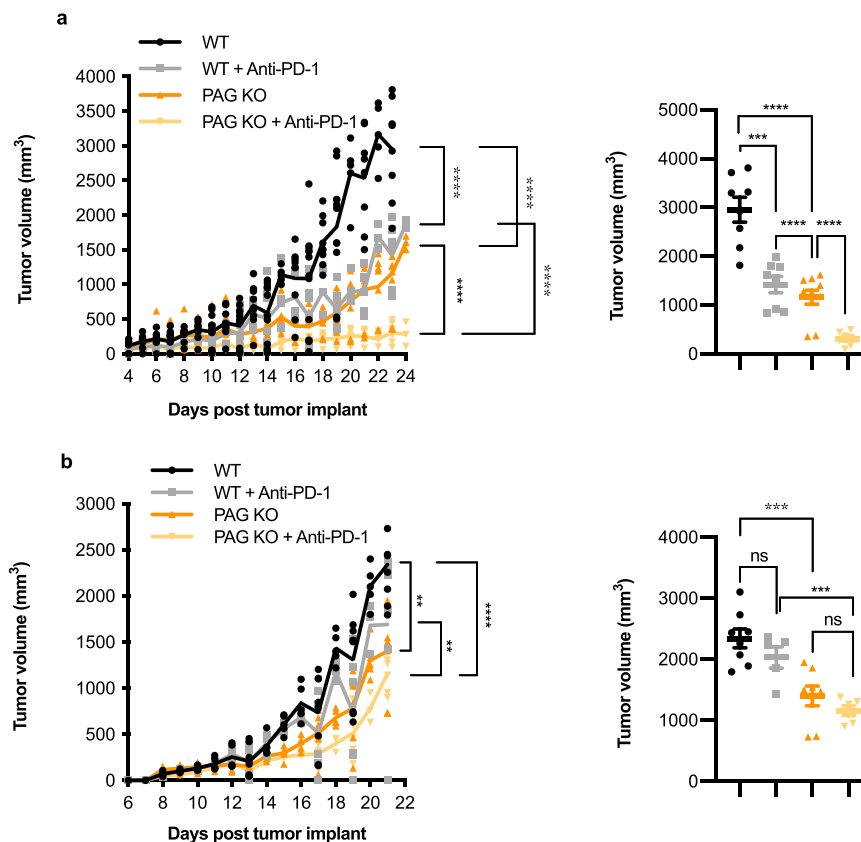 a
WT
WT + Anti-PD-1
PAG KO
PAG KO + Anti-PD-1
Tumor volume (mm³)
4000
3500
3000
2500
2000
1500
1000
500
0
4 6 8 10 12 14 16 18 20 22 24
Days post tumor implant
****
****
****
****
Tumor volume (mm³)
5000
4000
3000
2000
1000
0
****
***
**** ****
b
WT
WT + Anti-PD-1
PAG KO
PAG KO + Anti-PD-1
Tumor volume (mm³)
3000
2500
2000
1500
1000
500
0
6 8 10 12 14 16 18 20 22
Days post tumor implant
**
**
****
Tumor volume (mm³)
4000
3000
2000
1000
0
***
ns
***
ns